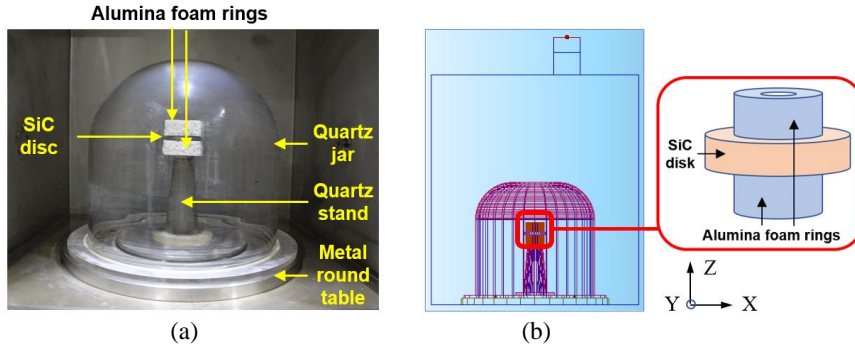 Alumina foam rings
SiC
disc
Quartz
jar
Quartz
stand
Metal
round
table
(a)
SiC
disk
Alumina foam rings
Z
Y
X
(b)